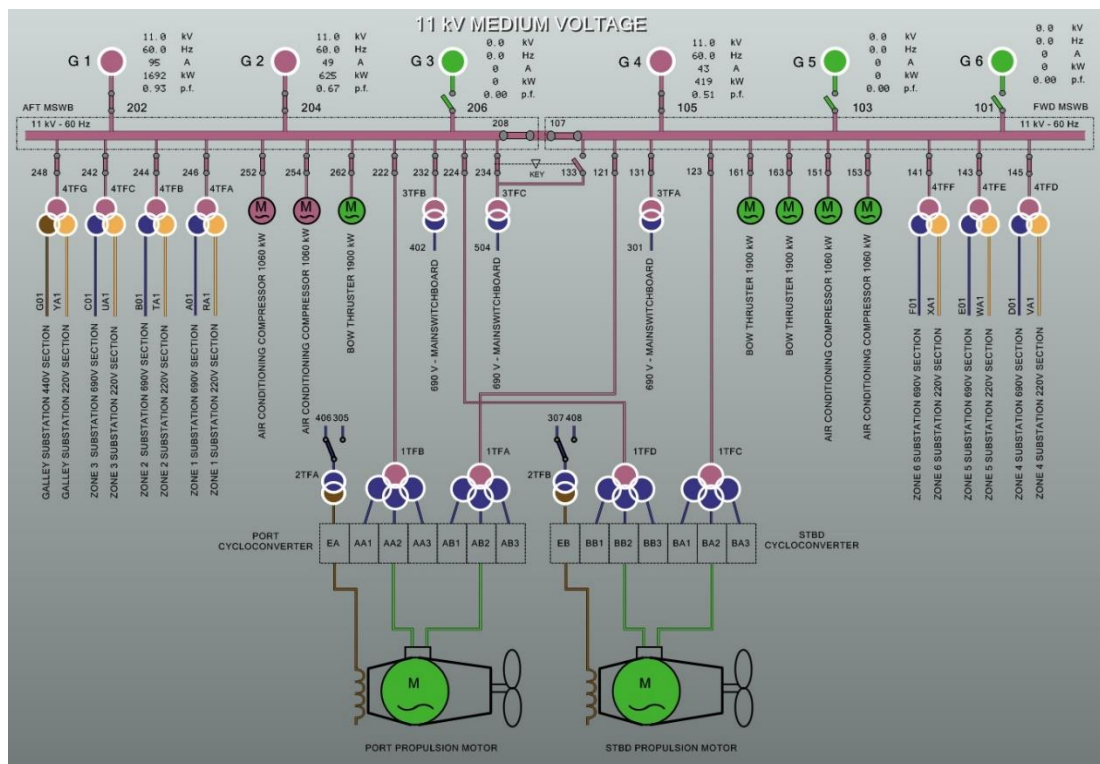 11 kV MEDIUM VOLTAGE
G 1
11.0 kV
60.0 Hz
95 A
1692 kW
0.93 p.f.
202
G 2
11.0 kV
60.0 Hz
49 A
625 kW
0.67 p.f.
204
G 3
0.0 kV
0.0 Hz
0 A
0 kW
0.00 p.f.
206
G 4
11.0 kV
60.0 Hz
43 A
419 kW
0.51 p.f.
105
G 5
0.0 kV
0.0 Hz
0 A
0 kW
0.00 p.f.
103
G 6
0.0 kV
0.0 Hz
0 A
0 kW
0.00 p.f.
101
AFT MSWB
FWD MSWB
11 kV - 60 Hz
208
107
11 kV - 60 Hz
248
242
244
246
252
254
262
222
232
224
234
KEY
133
121
131
123
161
163
151
153
141
143
145
4TFG
4TFC
4TFB
4TFA
3TFB
3TFC
3TFA
4TFF
4TFE
4TFD
M
M
M
M
M
M
M
402
504
301
G01
YA1
C01
UA1
B01
TA1
A01
RA1
F01
XA1
E01
WA1
D01
VA1
GALLEY SUBSTATION 440V SECTION
GALLEY SUBSTATION 220V SECTION
ZONE 3 SUBSTATION 690V SECTION
ZONE 3 SUBSTATION 220V SECTION
ZONE 2 SUBSTATION 690V SECTION
ZONE 2 SUBSTATION 220V SECTION
ZONE 1 SUBSTATION 690V SECTION
ZONE 1 SUBSTATION 220V SECTION
AIR CONDITIONING COMPRESSOR 1060 kW
AIR CONDITIONING COMPRESSOR 1060 kW
BOW THRUSTER 1900 kW
690 V - MAINSWITCHBOARD
690 V - MAINSWITCHBOARD
690 V - MAINSWITCHBOARD
BOW THRUSTER 1900 kW
BOW THRUSTER 1900 kW
AIR CONDITIONING COMPRESSOR 1060 kW
AIR CONDITIONING COMPRESSOR 1060 kW
ZONE 6 SUBSTATION 690V SECTION
ZONE 6 SUBSTATION 220V SECTION
ZONE 5 SUBSTATION 690V SECTION
ZONE 5 SUBSTATION 220V SECTION
ZONE 4 SUBSTATION 690V SECTION
ZONE 4 SUBSTATION 220V SECTION
406 305
307 408
2TFA
1TFB
1TFA
2TFB
1TFD
1TFC
PORT
CYCLOCONVERTER
EA AA1 AA2 AA3 AB1 AB2 AB3
EB BB1 BB2 BB3 BA1 BA2 BA3
STBD
CYCLOCONVERTER
M
M
PORT PROPULSION MOTOR
STBD PROPULSION MOTOR